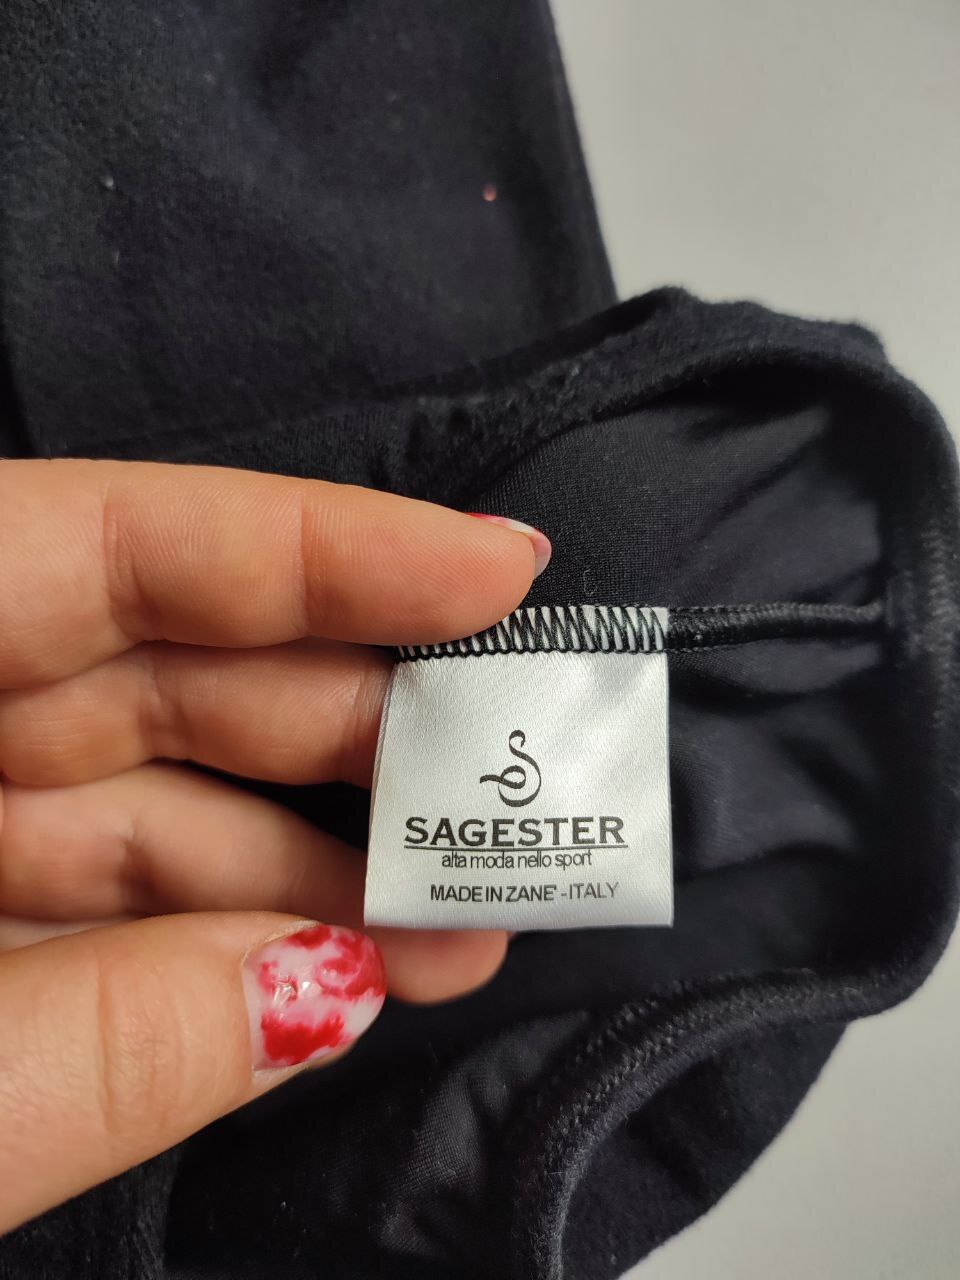 SAGESTER
alta moda nello sport
MADE IN ZANE' - ITALY